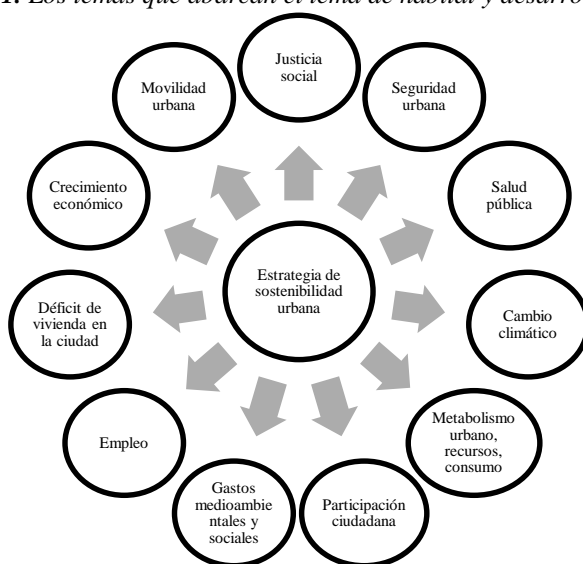 1. Los temas que abarcan el tema de hábitat y desarro
Justicia
social
Seguridad
urbana
Salud
pública
Cambio
climático
Metabolismo
urbano,
recursos,
consumo
Participación
ciudadana
Gastos
medioambie
ntales y
sociales
Empleo
Déficit de
vivienda en
la ciudad
Crecimiento
económico
Movilidad
urbana
Estrategia de
sostenibilidad
urbana